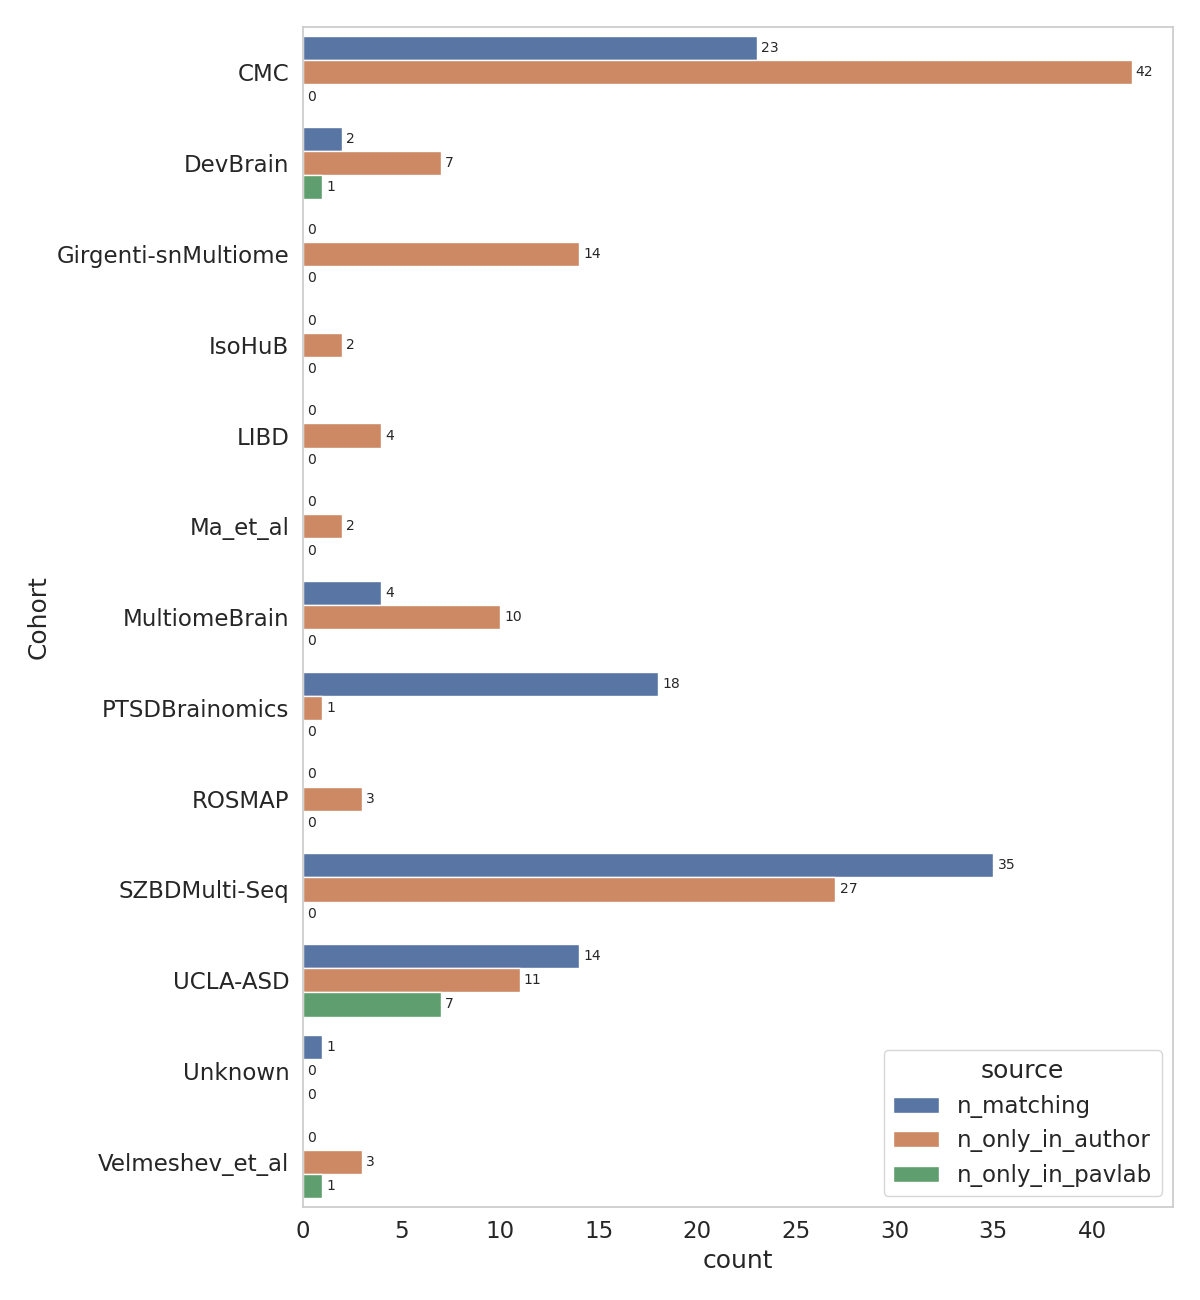 CMC
23
42
0
DevBrain
2
7
1
Girgenti-snMultiome
0
14
0
IsoHuB
0
2
0
LIBD
0
4
0
Ma_et_al
0
2
0
MultiomeBrain
4
10
0
PTSDBrainomics
18
1
0
ROSMAP
0
3
0
SZBDMulti-Seq
35
27
0
UCLA-ASD
14
11
7
Unknown
1
0
0
Velmeshev_et_al
0
3
1
Cohort
source
n_matching
n_only_in_author
n_only_in_pavlab
0 5 10 15 20 25 30 35 40
count